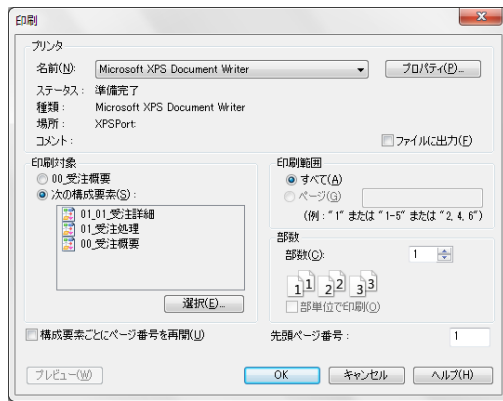 印刷
プリンタ
名前(N): Microsoft XPS Document Writer プロパティ(P)...
ステータス: 準備完了
種類: Microsoft XPS Document Writer
場所: XPSPort:
コメント: ファイルに出力(F)
印刷対象
00_受注概要
次の構成要素(S):
01_01_受注詳細
01_受注処理
00_受注概要
選択(E)...
印刷範囲
すべて(A)
ページ(G)
(例: "1" または "1-5" または "2, 4, 6")
部数
部数(C): 1
1 1 2 2 3 3
部単位で印刷(O)
構成要素ごとにページ番号を再開(U) 先頭ページ番号: 1
プレビュー(W) OK キャンセル ヘルプ(H)